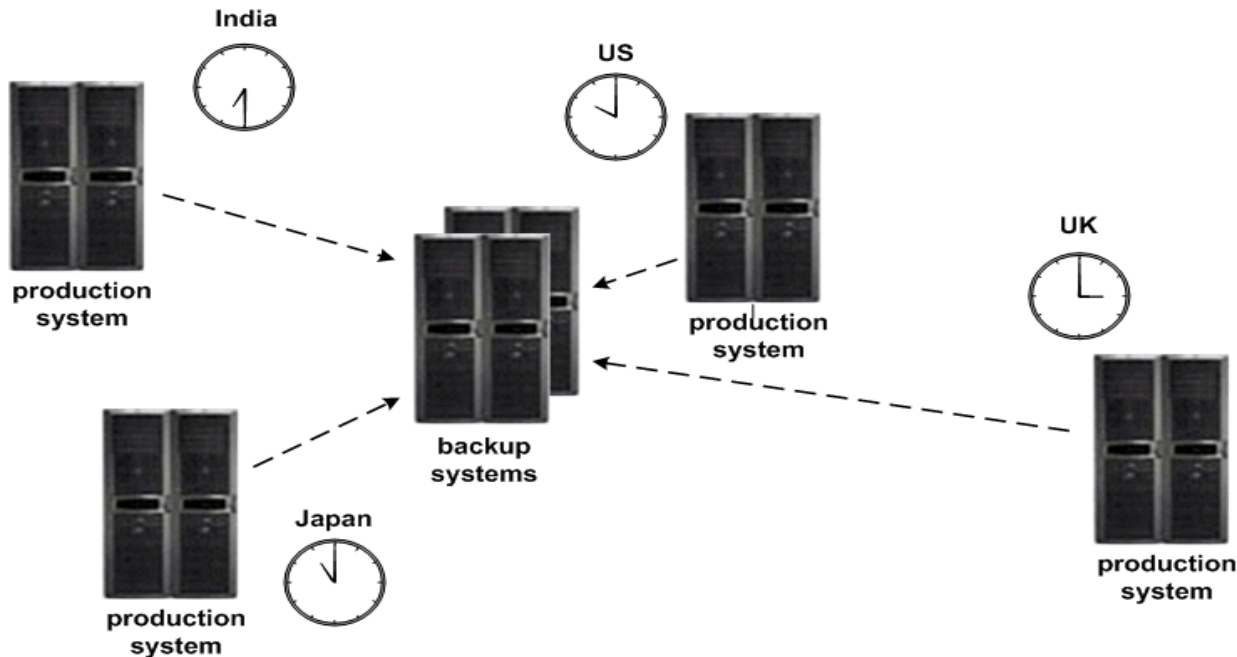 India
US
production
system
UK
production
system
backup
systems
Japan
production
system
production
system